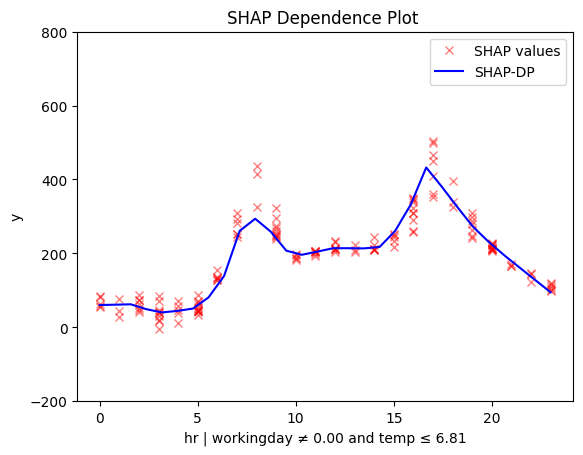 SHAP Dependence Plot
800
600
400
200
0
−200
y
SHAP values
SHAP-DP
0 5 10 15 20
hr | workingday ≠ 0.00 and temp ≤ 6.81